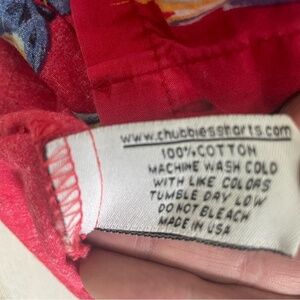 www.chubbiesshorts.com
100% COTTON
MACHINE WASH COLD
WITH LIKE COLORS
TUMBLE DRY LOW
DO NOT BLEACH
MADE IN USA